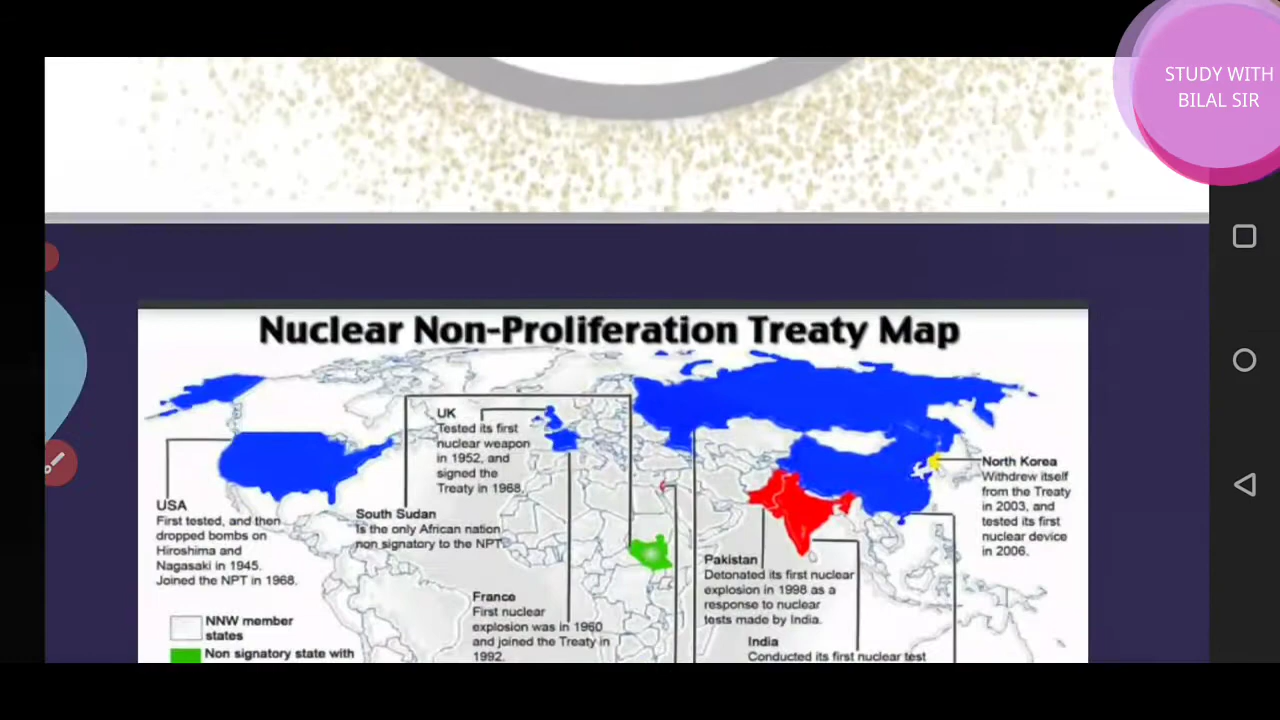 STUDY WITH
BILAL SIR
Nuclear Non-Proliferation Treaty Map
UK
Tested its first
nuclear weapon
in 1952, and
signed the
Treaty in 1968.
North Korea
Withdrew itself
from the Treaty
in 2003, and
tested its first
nuclear device
in 2006.
USA
First tested, and then
dropped bombs on
Hiroshima and
Nagasaki in 1945.
Joined the NPT in 1968.
South Sudan
Is the only African nation
non signatory to the NPT.
Pakistan
Detonated its first nuclear
explosion in 1998 as a
response to nuclear
tests made by India.
France
First nuclear
explosion was in 1960
and joined the Treaty in
1992.
India
Conducted its first nuclear test
NNW member
states
Non signatory state with